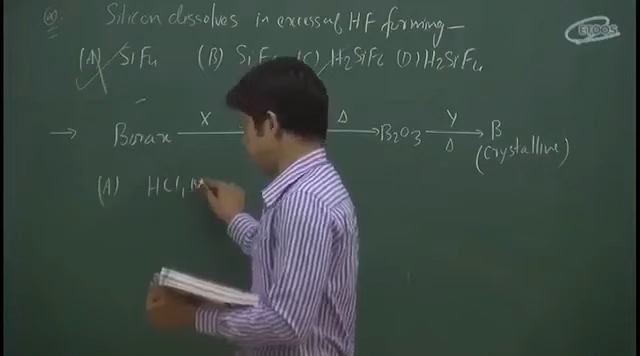 (Q). Silicon dissolves in excess of HF forming —
(A) SiF4 (B) SiF (C) H2SiF6 (D) H2SiF4
→ Borax X Δ B2O3 Y Δ B
(Crystalline)
(A) HCl,
ETOOS